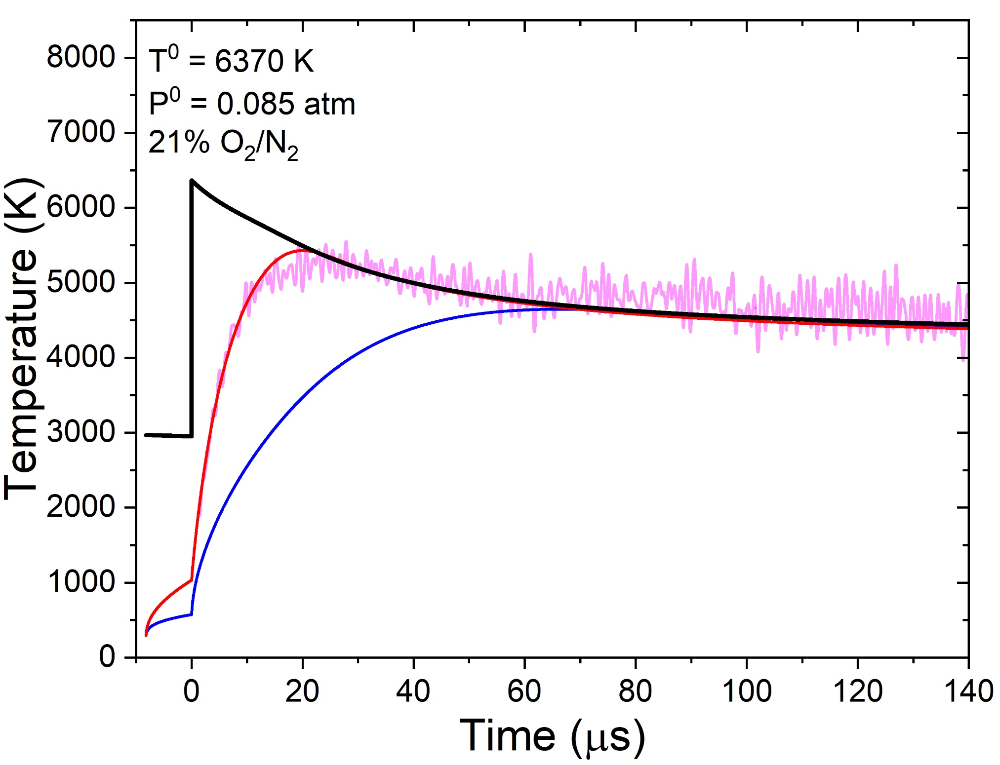 T⁰ = 6370 K
P⁰ = 0.085 atm
21% O₂/N₂
Temperature (K)
8000
7000
6000
5000
4000
3000
2000
1000
0
0 20 40 60 80 100 120 140
Time (μs)